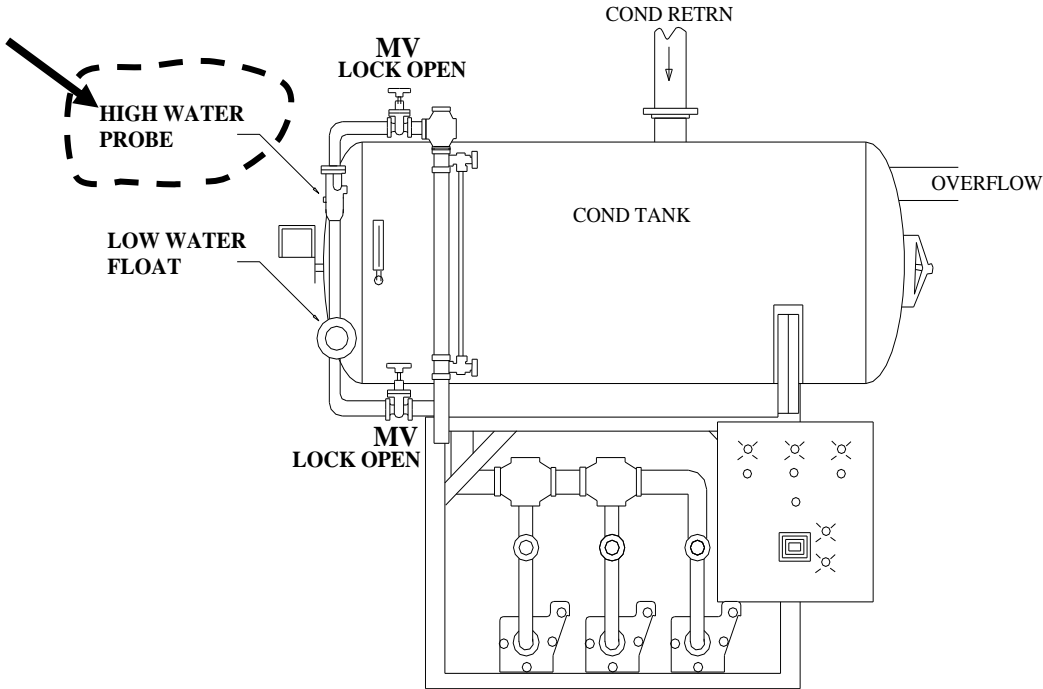 COND RETRN
MV
LOCK OPEN
HIGH WATER
PROBE
OVERFLOW
COND TANK
LOW WATER
FLOAT
MV
LOCK OPEN